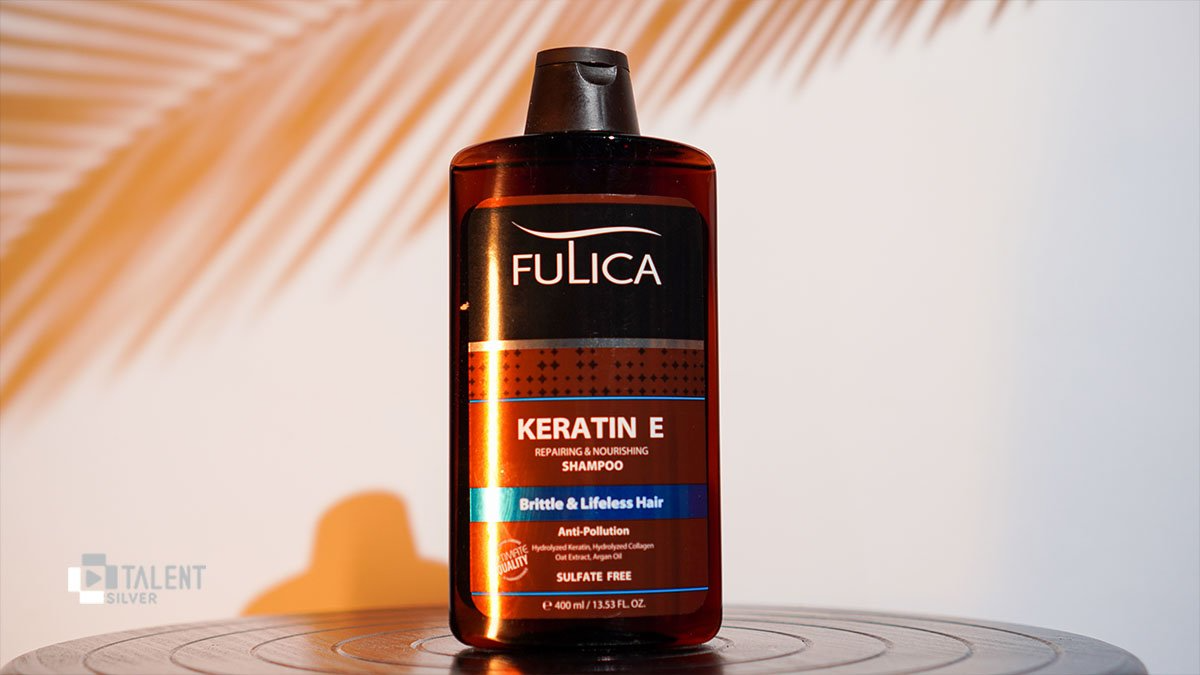 FULICA
KERATIN E
REPAIRING & NOURISHING
SHAMPOO
Brittle & Lifeless Hair
Anti-Pollution
Hydrolyzed Keratin, Hydrolyzed Collagen
Oat Extract, Argan Oil
QUALITY
SULFATE FREE
℮ 400 ml / 13.53 FL. OZ.
TALENT
SILVER